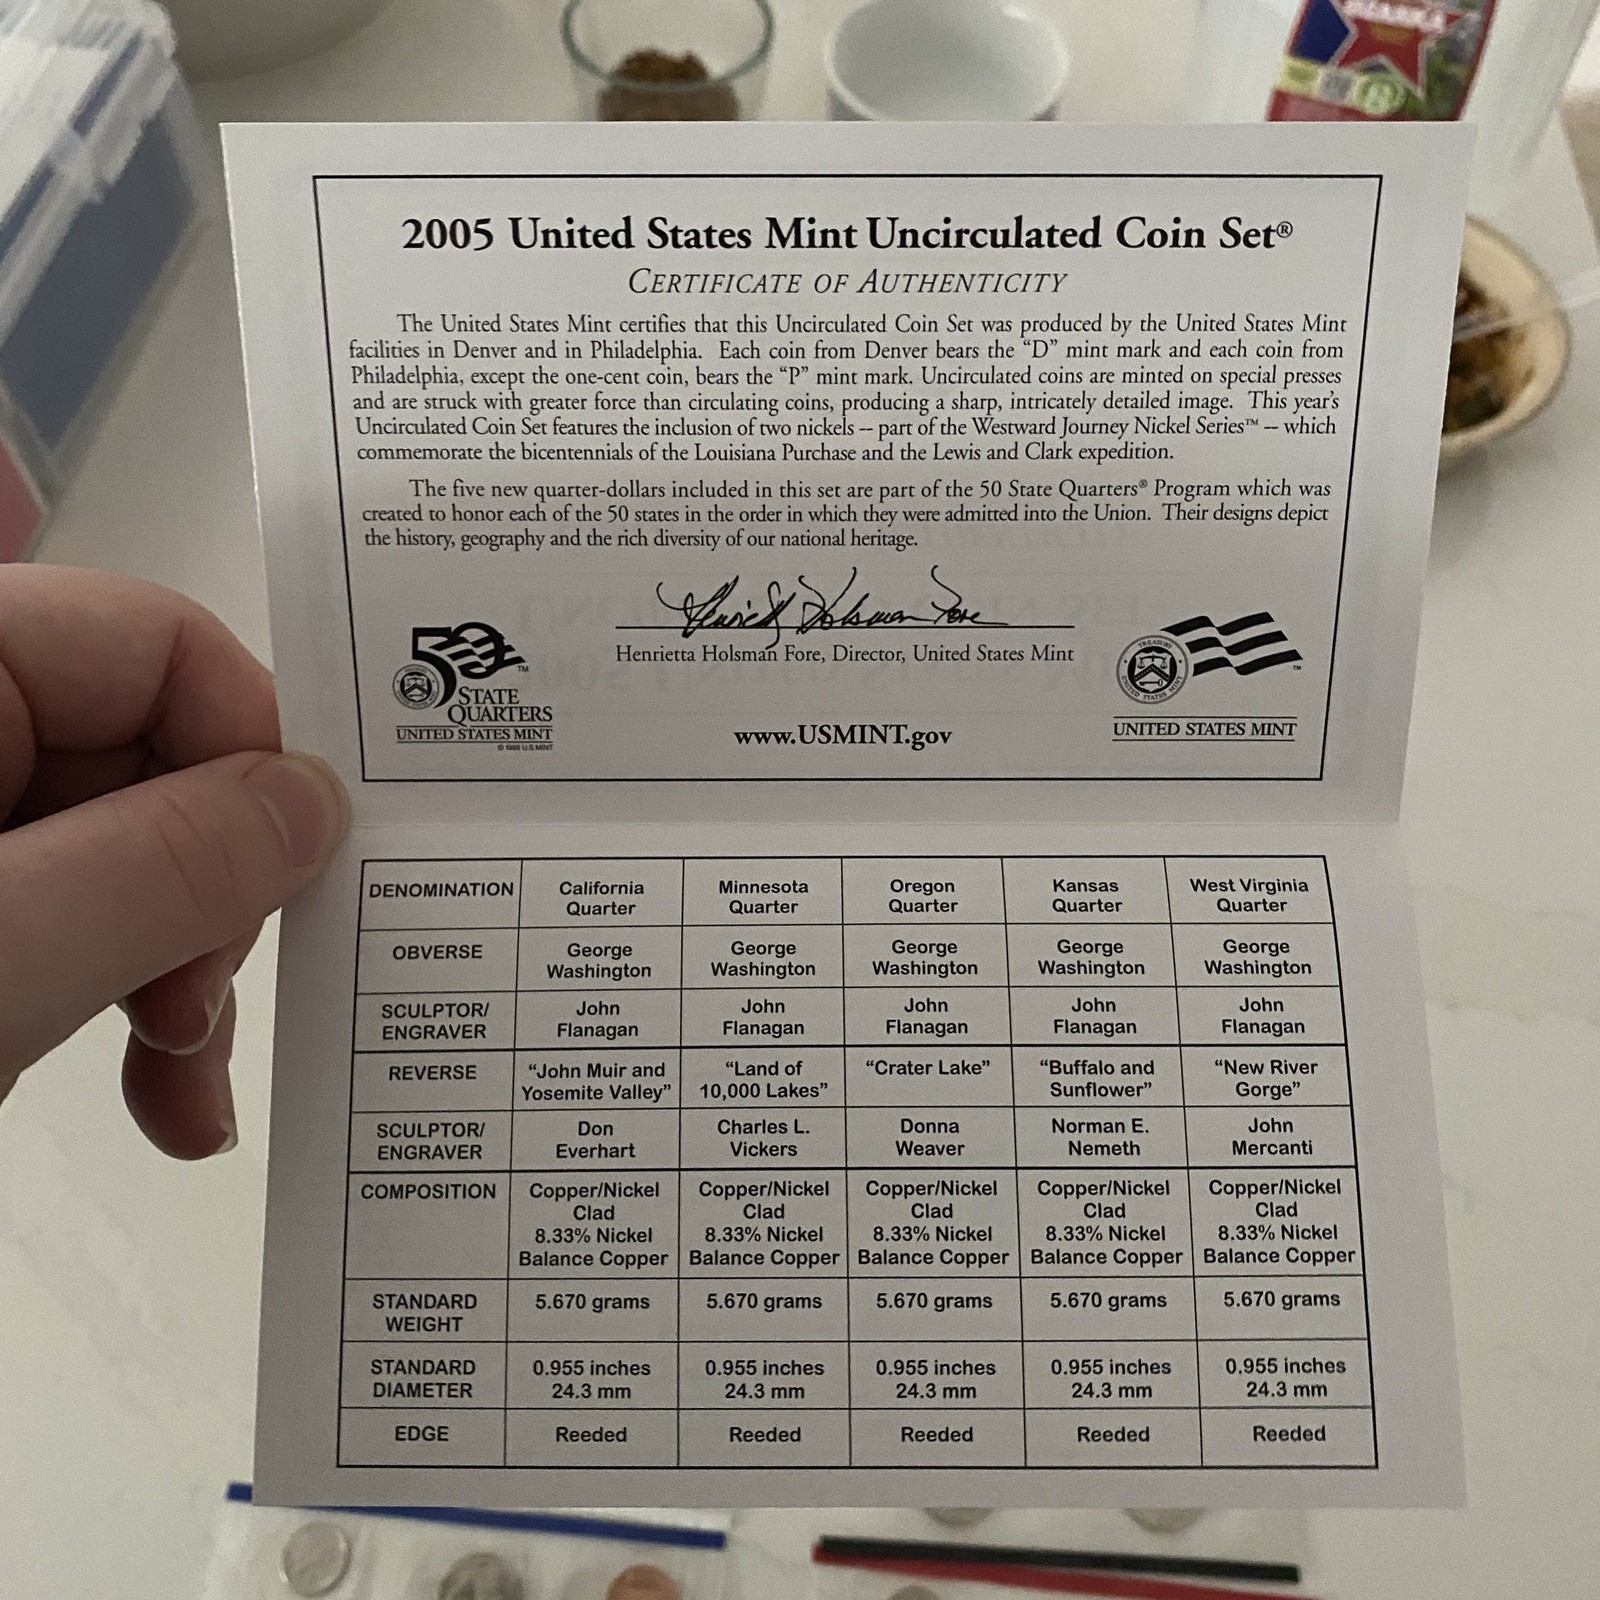 2005 United States Mint Uncirculated Coin Set®
CERTIFICATE OF AUTHENTICITY
The United States Mint certifies that this Uncirculated Coin Set was produced by the United States Mint
facilities in Denver and in Philadelphia. Each coin from Denver bears the “D” mint mark and each coin from
Philadelphia, except the one-cent coin, bears the “P” mint mark. Uncirculated coins are minted on special presses
and are struck with greater force than circulating coins, producing a sharp, intricately detailed image. This year's
Uncirculated Coin Set features the inclusion of two nickels – part of the Westward Journey Nickel Series™ – which
commemorate the bicentennials of the Louisiana Purchase and the Lewis and Clark expedition.
The five new quarter-dollars included in this set are part of the 50 State Quarters® Program which was
created to honor each of the 50 states in the order in which they were admitted into the Union. Their designs depict
the history, geography and the rich diversity of our national heritage.
Henrietta Holsman Fore
Henrietta Holsman Fore, Director, United States Mint
50™
STATE
QUARTERS
UNITED STATES MINT
© 1998 U.S. MINT
www.USMINT.gov
TREASURY
UNITED STATES MINT
™
UNITED STATES MINT
DENOMINATION California Quarter Minnesota Quarter Oregon Quarter Kansas Quarter West Virginia Quarter
OBVERSE George Washington George Washington George Washington George Washington George Washington
SCULPTOR/ENGRAVER John Flanagan John Flanagan John Flanagan John Flanagan John Flanagan
REVERSE “John Muir and Yosemite Valley” “Land of 10,000 Lakes” “Crater Lake” “Buffalo and Sunflower” “New River Gorge”
SCULPTOR/ENGRAVER Don Everhart Charles L. Vickers Donna Weaver Norman E. Nemeth John Mercanti
COMPOSITION Copper/Nickel Clad 8.33% Nickel Balance Copper Copper/Nickel Clad 8.33% Nickel Balance Copper Copper/Nickel Clad 8.33% Nickel Balance Copper Copper/Nickel Clad 8.33% Nickel Balance Copper Copper/Nickel Clad 8.33% Nickel Balance Copper
STANDARD WEIGHT 5.670 grams 5.670 grams 5.670 grams 5.670 grams 5.670 grams
STANDARD DIAMETER 0.955 inches 24.3 mm 0.955 inches 24.3 mm 0.955 inches 24.3 mm 0.955 inches 24.3 mm 0.955 inches 24.3 mm
EDGE Reeded Reeded Reeded Reeded Reeded